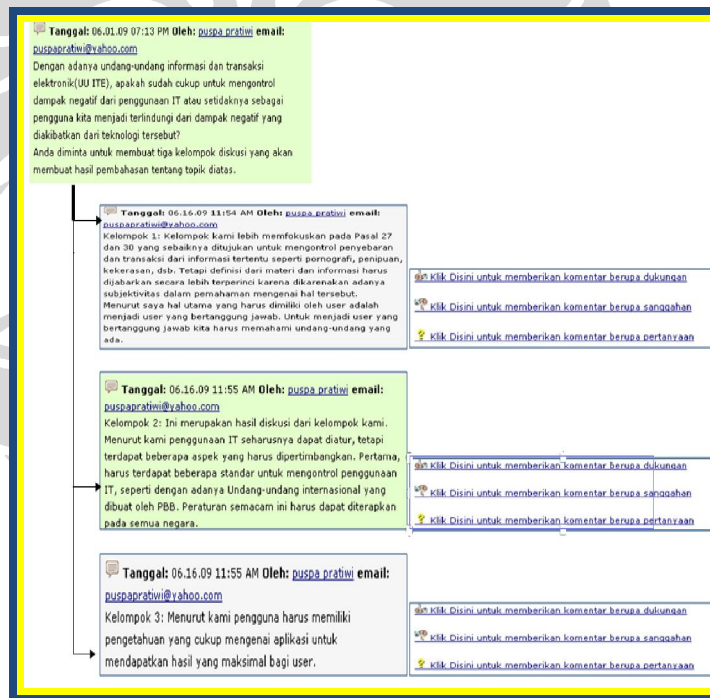 Tanggal: 06.01.09 07:13 PM Oleh: puspa pratiwi email:
puspapratiwi@yahoo.com
Dengan adanya undang-undang informasi dan transaksi
elektronik(UU ITE), apakah sudah cukup untuk mengontrol
dampak negatif dari penggunaan IT atau setidaknya sebagai
pengguna kita menjadi terlindungi dari dampak negatif yang
diakibatkan dari teknologi tersebut?
Anda diminta untuk membuat tiga kelompok diskusi yang akan
membuat hasil pembahasan tentang topik diatas.
Tanggal: 06.16.09 11:54 AM Oleh: puspa pratiwi email:
puspapratiwi@yahoo.com
Kelompok 1: Kelompok kami lebih memfokuskan pada Pasal 27
dan 30 yang sebaiknya ditujukan untuk mengontrol penyebaran
dan transaksi dari informasi tertentu seperti pornografi, penipuan,
kekerasan, dsb. Tetapi definisi dari materi dan informasi harus
dijabarkan secara lebih terperinci karena dikarenakan adanya
subjektivitas dalam pemahaman mengenai hal tersebut.
Menurut saya hal utama yang harus dimiliki oleh user adalah
menjadi user yang bertanggung jawab. Untuk menjadi user yang
bertanggung jawab kita harus memahami undang-undang yang
ada.
Klik Disini untuk memberikan komentar berupa dukungan
Klik Disini untuk memberikan komentar berupa sanggahan
Klik Disini untuk memberikan komentar berupa pertanyaan
Tanggal: 06.16.09 11:55 AM Oleh: puspa pratiwi email:
puspapratiwi@yahoo.com
Kelompok 2: Ini merupakan hasil diskusi dari kelompok kami.
Menurut kami penggunaan IT seharusnya dapat diatur, tetapi
terdapat beberapa aspek yang harus dipertimbangkan. Pertama,
harus terdapat beberapa standar untuk mengontrol penggunaan
IT, seperti dengan adanya Undang-undang internasional yang
dibuat oleh PBB. Peraturan semacam ini harus dapat diterapkan
pada semua negara.
Klik Disini untuk memberikan komentar berupa dukungan
Klik Disini untuk memberikan komentar berupa sanggahan
Klik Disini untuk memberikan komentar berupa pertanyaan
Tanggal: 06.16.09 11:55 AM Oleh: puspa pratiwi email:
puspapratiwi@yahoo.com
Kelompok 3: Menurut kami pengguna harus memiliki
pengetahuan yang cukup mengenai aplikasi untuk
mendapatkan hasil yang maksimal bagi user.
Klik Disini untuk memberikan komentar berupa dukungan
Klik Disini untuk memberikan komentar berupa sanggahan
Klik Disini untuk memberikan komentar berupa pertanyaan